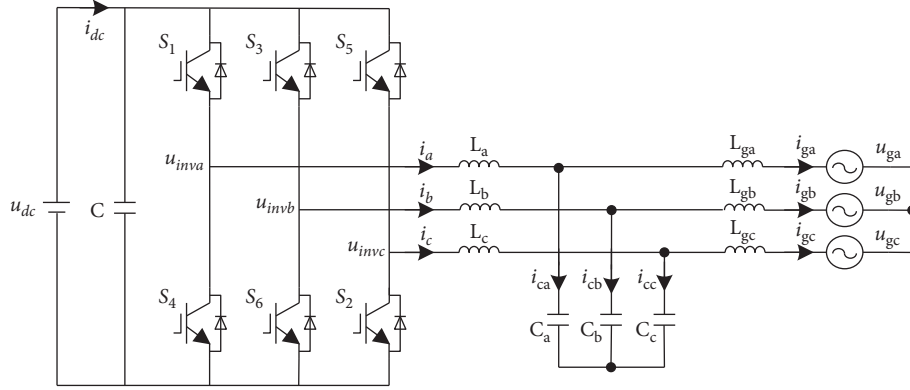 i_dc
S_1
S_3
S_5
u_inva
i_a
L_a
L_ga
i_ga
u_ga
u_dc
C
u_invb
i_b
L_b
L_gb
i_gb
u_gb
u_invc
i_c
L_c
L_gc
i_gc
u_gc
i_ca
i_cb
i_cc
S_4
S_6
S_2
C_a
C_b
C_c